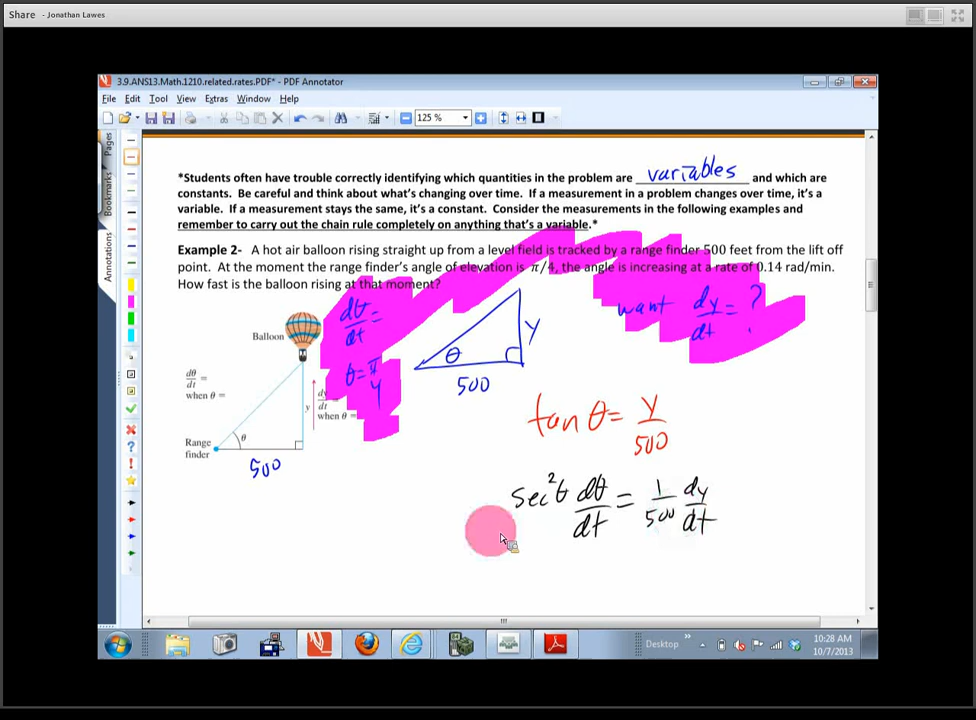 Share - Jonathan Lawes
3.9.ANS13.Math.1210.related.rates.PDF* - PDF Annotator
File Edit Tool View Extras Window Help
125 %
Pages
Bookmarks
Annotations
*Students often have trouble correctly identifying which quantities in the problem are variables and which are
constants. Be careful and think about what's changing over time. If a measurement in a problem changes over time, it's a
variable. If a measurement stays the same, it's a constant. Consider the measurements in the following examples and
remember to carry out the chain rule completely on anything that's a variable.*
Example 2- A hot air balloon rising straight up from a level field is tracked by a range finder 500 feet from the lift off
point. At the moment the range finder's angle of elevation is π/4, the angle is increasing at a rate of 0.14 rad/min.
How fast is the balloon rising at that moment?
dθ/dt =
θ = π/4
want dy/dt = ?
Balloon
dθ/dt =
when θ =
y
dy/dt
when θ =
θ
Range
finder
500
θ
y
500
tan θ = y/500
sec²θ dθ/dt = 1/500 dy/dt
Desktop »
10:28 AM
10/7/2013